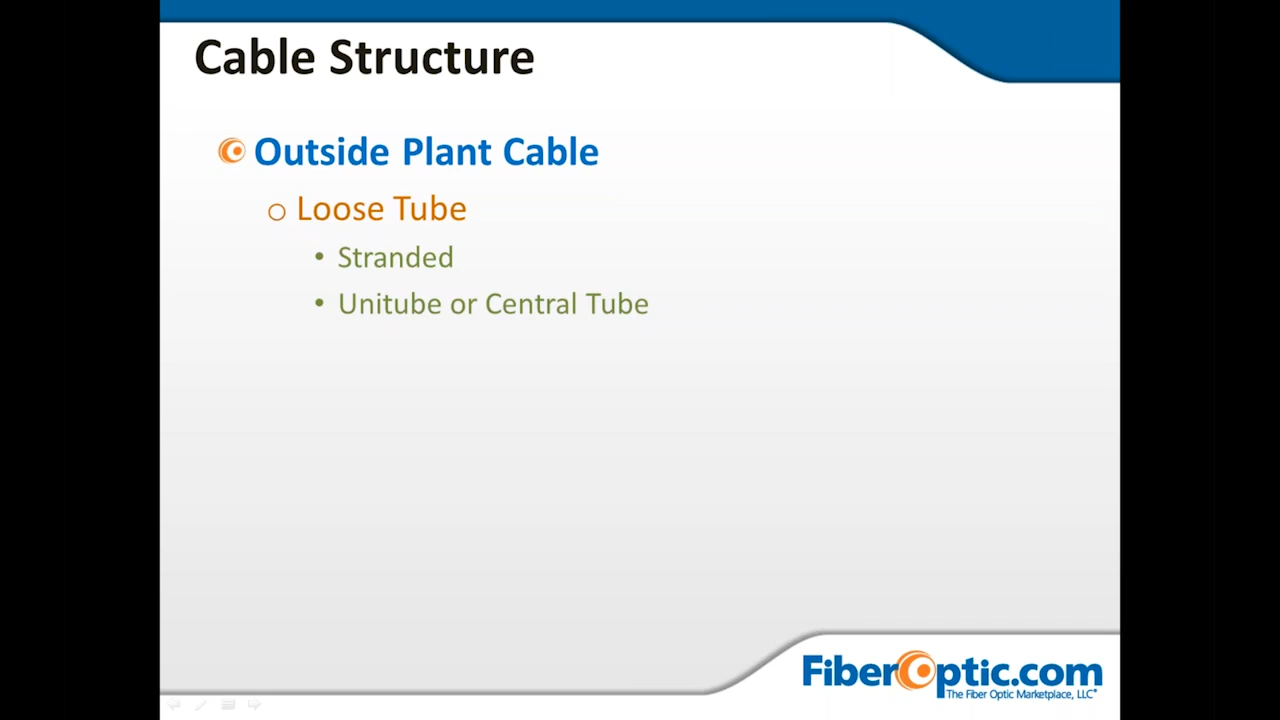 Cable Structure
Outside Plant Cable
Loose Tube
Stranded
Unitube or Central Tube
FiberOptic.com
The Fiber Optic Marketplace, LLC